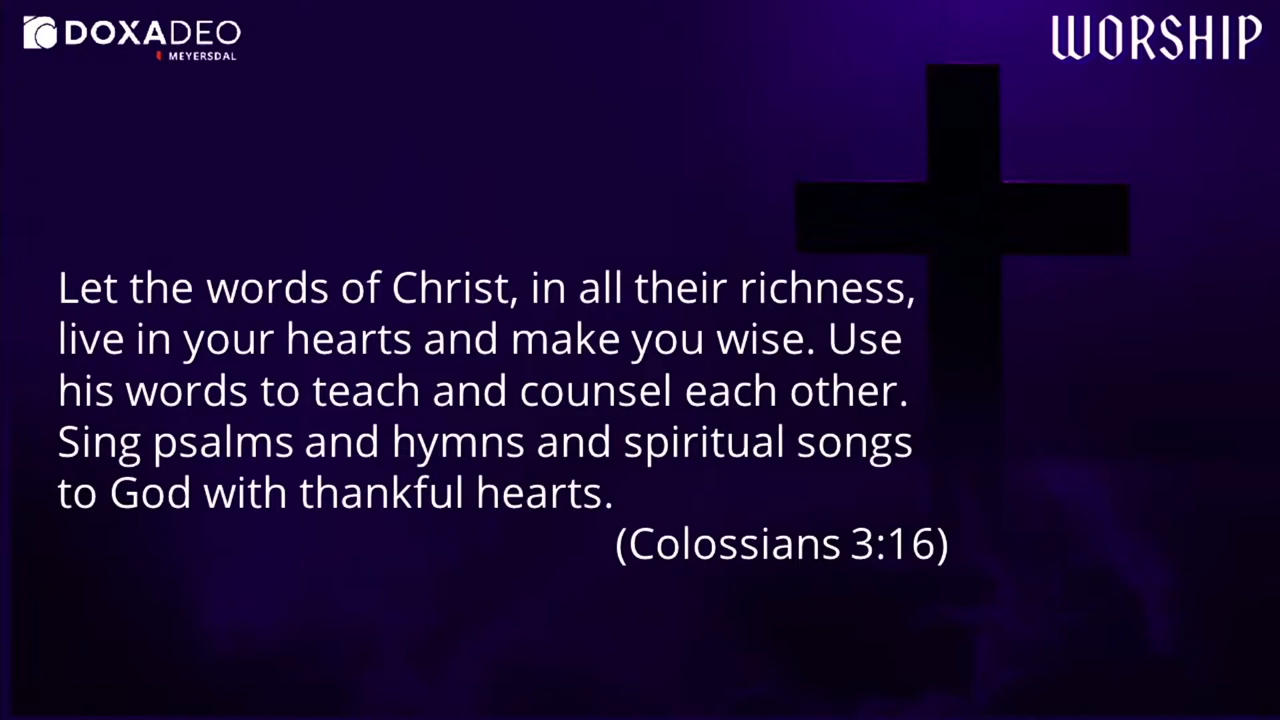 DOXADEO
MEYERSDAL
WORSHIP
Let the words of Christ, in all their richness,
live in your hearts and make you wise. Use
his words to teach and counsel each other.
Sing psalms and hymns and spiritual songs
to God with thankful hearts.
(Colossians 3:16)